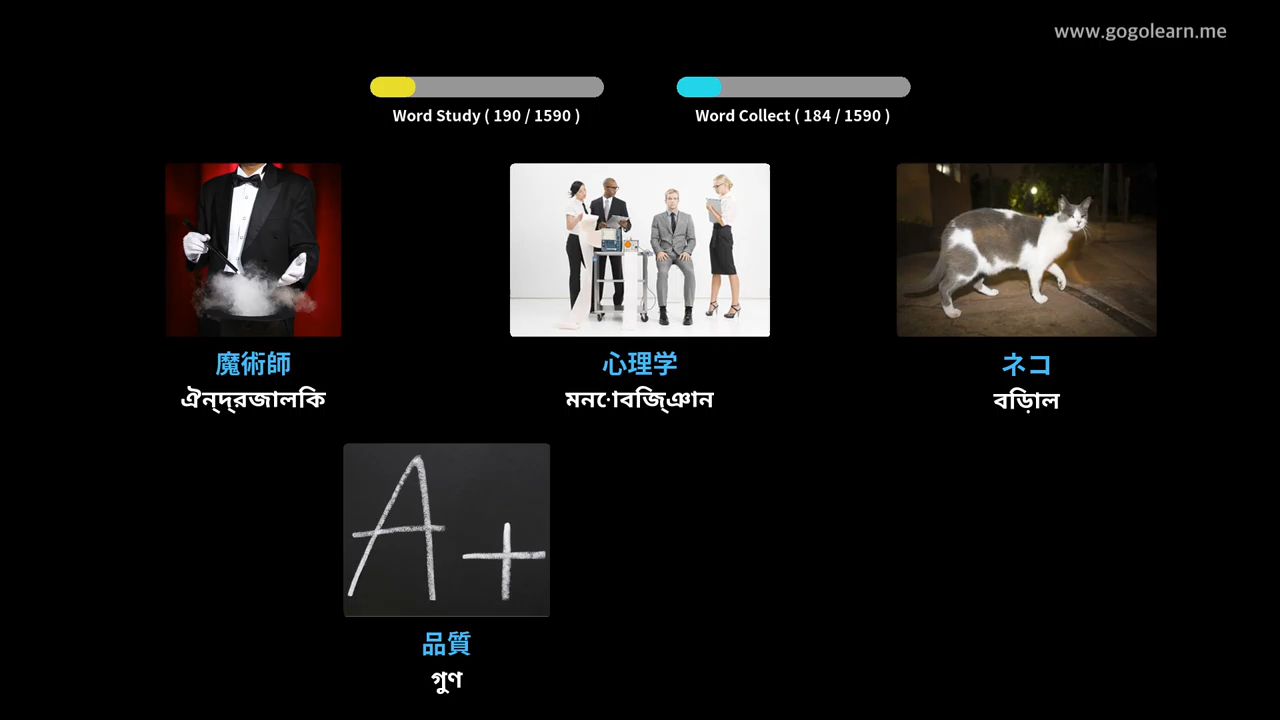 www.gogolearn.me
Word Study ( 190 / 1590 )
Word Collect ( 184 / 1590 )
魔術師
心理学
ネコ
ঐন্দ্রজালিক
মনোবিজ্ঞান
বিড়াল
A+
品質
গুণ